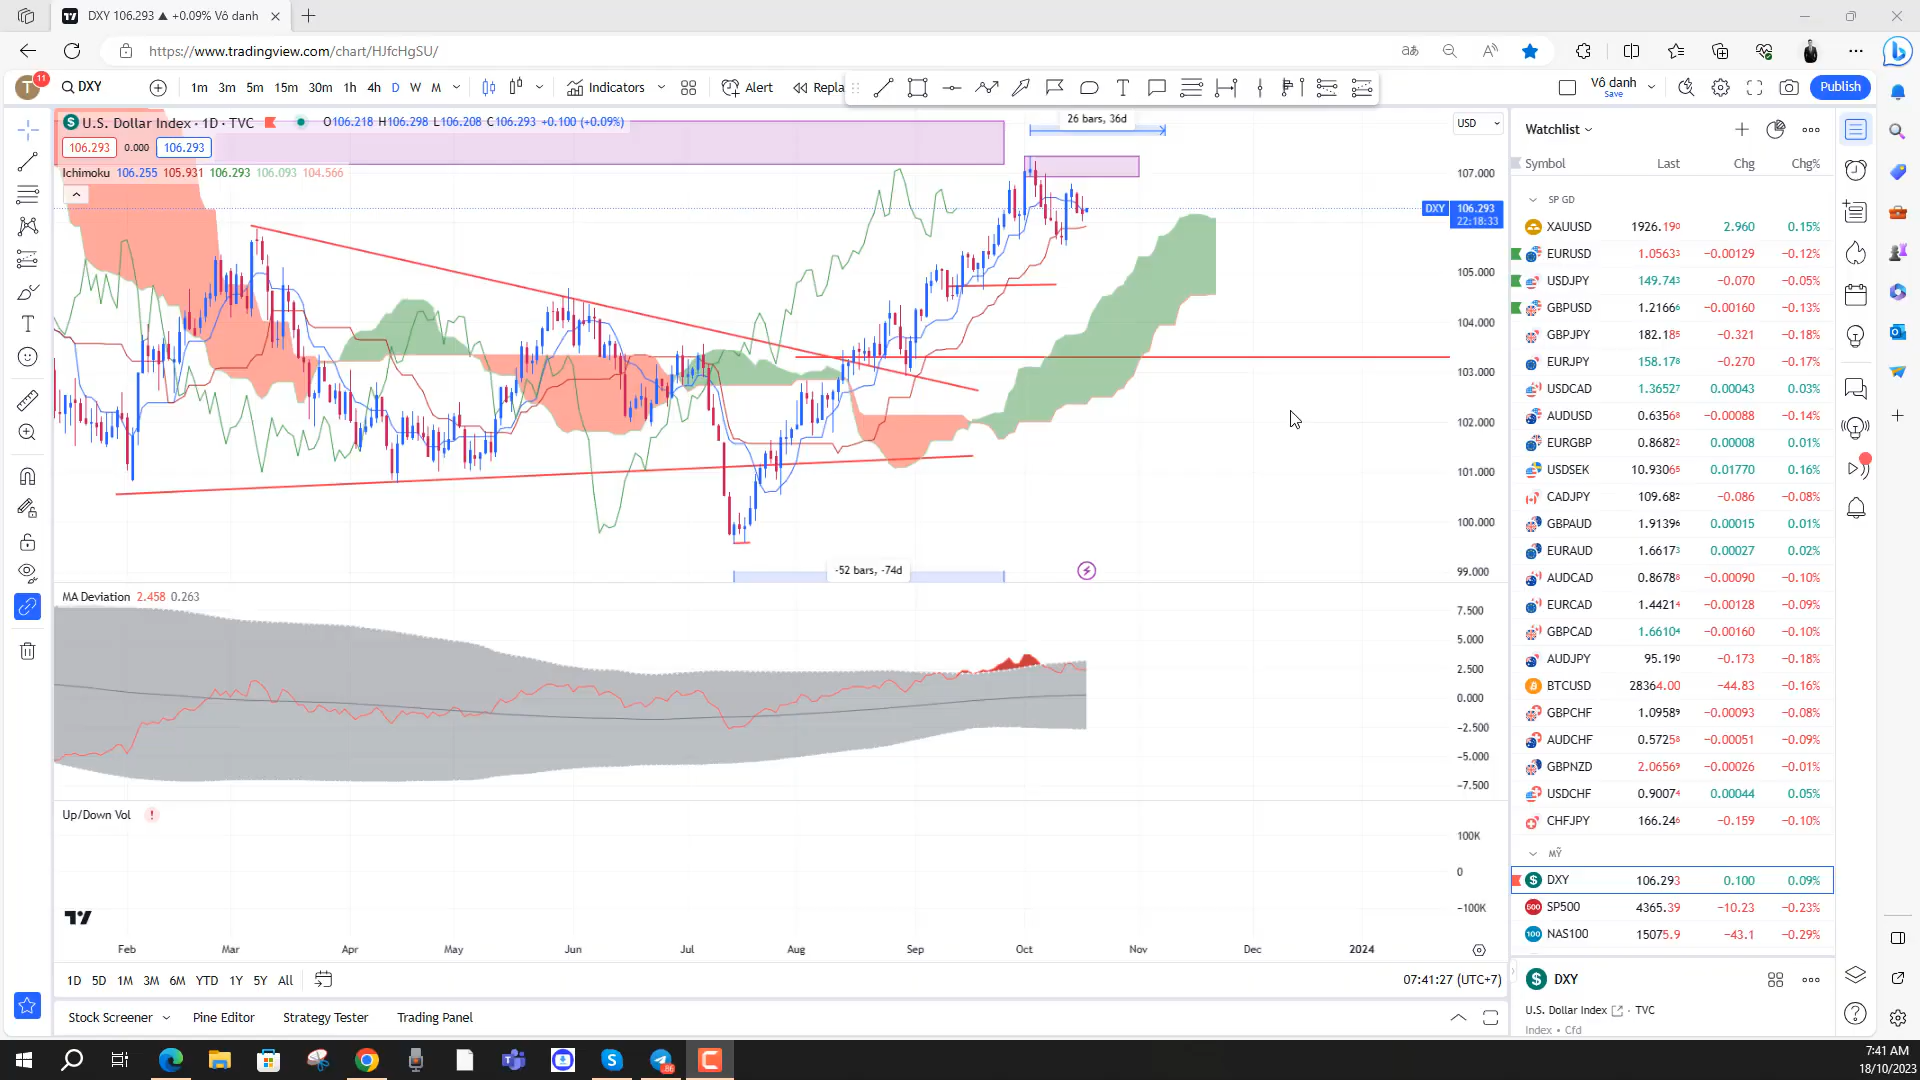 DXY 106.293 ▲ +0.09% Vô danh
https://www.tradingview.com/chart/HJfcHgSU/
T 11 DXY 1m 3m 5m 15m 30m 1h 4h D W M Indicators Alert Repla T Vô danh Save Publish
U.S. Dollar Index · 1D · TVC O106.218 H106.298 L106.208 C106.293 +0.100 (+0.09%)
106.293 0.000 106.293
Ichimoku 106.255 105.931 106.293 106.093 104.566
26 bars, 36d
USD
107.000
DXY 106.293
22:18:33
105.000
104.000
103.000
102.000
101.000
100.000
99.000
-52 bars, -74d
MA Deviation 2.458 0.263
7.500
5.000
2.500
0.000
−2.500
−5.000
−7.500
Up/Down Vol !
100K
0
−100K
Feb Mar Apr May Jun Jul Aug Sep Oct Nov Dec 2024
1D 5D 1M 3M 6M YTD 1Y 5Y All
07:41:27 (UTC+7)
Stock Screener Pine Editor Strategy Tester Trading Panel
Watchlist
Symbol Last Chg Chg%
SP GD
XAUUSD 1926.190 2.960 0.15%
EURUSD 1.05633 −0.00129 −0.12%
USDJPY 149.743 −0.070 −0.05%
GBPUSD 1.21666 −0.00160 −0.13%
GBPJPY 182.185 −0.321 −0.18%
EURJPY 158.178 −0.270 −0.17%
USDCAD 1.36527 0.00043 0.03%
AUDUSD 0.63568 −0.00088 −0.14%
EURGBP 0.86822 0.00008 0.01%
USDSEK 10.93065 0.01770 0.16%
CADJPY 109.682 −0.086 −0.08%
GBPAUD 1.91396 0.00015 0.01%
EURAUD 1.66173 0.00027 0.02%
AUDCAD 0.86788 −0.00090 −0.10%
EURCAD 1.44214 −0.00128 −0.09%
GBPCAD 1.66104 −0.00160 −0.10%
AUDJPY 95.190 −0.173 −0.18%
BTCUSD 28364.00 −44.83 −0.16%
GBPCHF 1.09589 −0.00093 −0.08%
AUDCHF 0.57258 −0.00051 −0.09%
GBPNZD 2.06569 −0.00026 −0.01%
USDCHF 0.90074 0.00044 0.05%
CHFJPY 166.246 −0.159 −0.10%
MỸ
DXY 106.293 0.100 0.09%
SP500 4365.39 −10.23 −0.23%
NAS100 15075.9 −43.1 −0.29%
DXY
U.S. Dollar Index · TVC
Index • Cfd
7:41 AM
18/10/2023